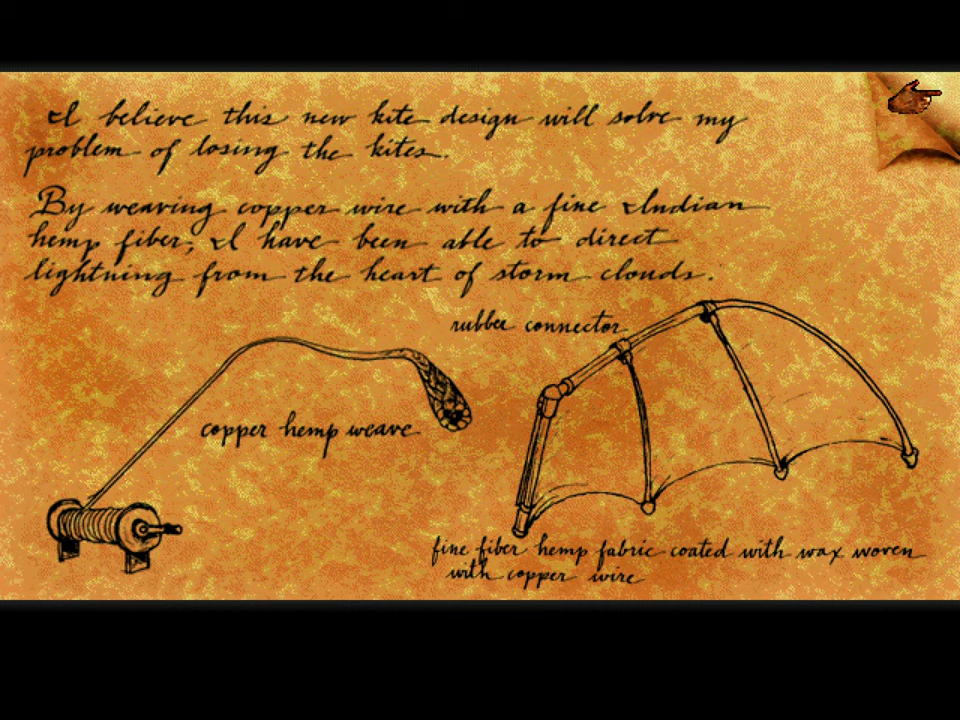 I believe this new kite design will solve my
problem of losing the kites.
By weaving copper wire with a fine Indian
hemp fiber, I have been able to direct
lightning from the heart of storm clouds.
rubber connector
copper hemp weave
fine fiber hemp fabric coated with wax woven
with copper wire